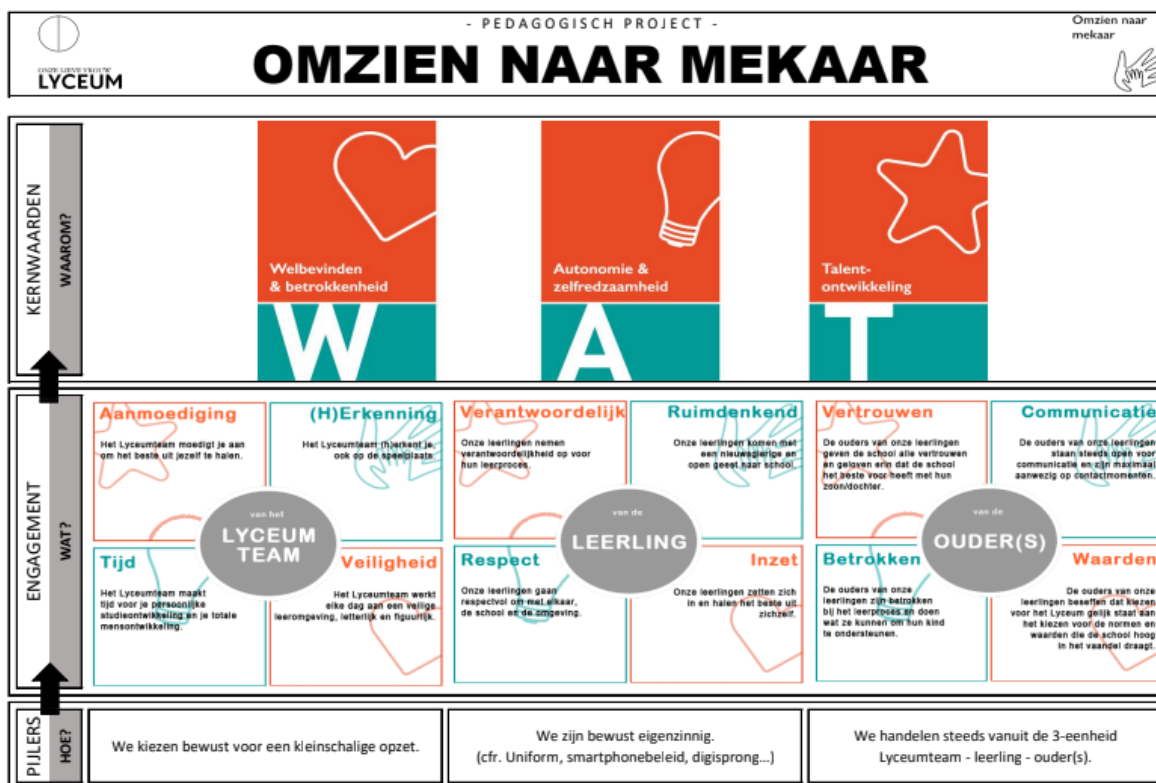 - PEDAGOGISCH PROJECT -
OMZIEN NAAR MEKAAR
ONZE LIEVE VROUW
LYCEUM
Omzien naar
mekaar
KERNWAARDEN
WAAROM?
Welbevinden
& betrokkenheid
W
Autonomie &
zelfredzaamheid
A
Talent-
ontwikkeling
T
ENGAGEMENT
WAT?
Aanmoediging
Het Lyceumteam moedigt je aan
om het beste uit jezelf te halen.
(H)Erkenning
Het Lyceumteam (h)erkent je,
ook op de speelplaats.
van het
LYCEUM
TEAM
Tijd
Het Lyceumteam maakt
tijd voor je persoonlijke
studieontwikkeling en je totale
mensontwikkeling.
Veiligheid
Het Lyceumteam werkt
elke dag aan een veilige
leeromgeving, letterlijk en figuurlijk.
Verantwoordelijk
Onze leerlingen nemen
verantwoordelijkheid op voor
hun leerproces.
Ruimdenkend
Onze leerlingen komen met
een nieuwsgierige en
open geest naar school.
van de
LEERLING
Respect
Onze leerlingen gaan
respectvol om met elkaar,
de school en de omgeving.
Inzet
Onze leerlingen zetten zich
in en halen het beste uit
zichzelf.
Vertrouwen
De ouders van onze leerlingen
geven de school alle vertrouwen
en geloven erin dat de school
het beste voor heeft met hun
zoon/dochter.
Communicatie
De ouders van onze leerlingen
staan steeds open voor
communicatie en zijn maximaal
aanwezig op contactmomenten.
van de
OUDER(S)
Betrokken
De ouders van onze
leerlingen zijn betrokken
bij het leerproces en doen
wat ze kunnen om hun kind
te ondersteunen.
Waarden
De ouders van onze
leerlingen beseffen dat kiezen
voor het Lyceum gelijk staat aan
het kiezen voor de normen en
waarden die de school hoog
in het vaandel draagt.
PIJLERS
HOE?
We kiezen bewust voor een kleinschalige opzet.
We zijn bewust eigenzinnig.
(cfr. Uniform, smartphonebeleid, digisprong...)
We handelen steeds vanuit de 3-eenheid
Lyceumteam - leerling - ouder(s).